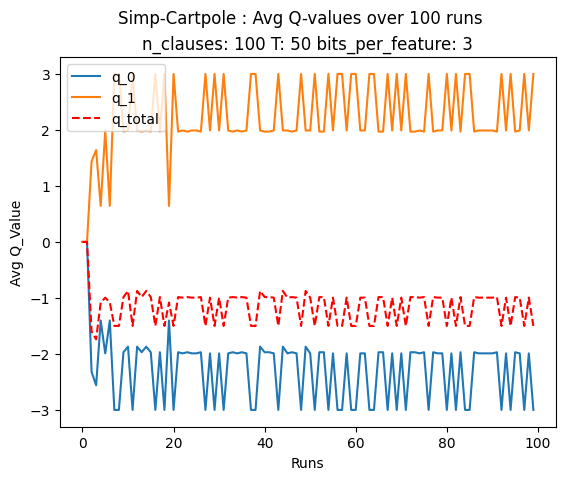 Simp-Cartpole : Avg Q-values over 100 runs
n_clauses: 100 T: 50 bits_per_feature: 3
q_0
q_1
q_total
3
2
1
0
−1
−2
−3
Avg Q_Value
0 20 40 60 80 100
Runs